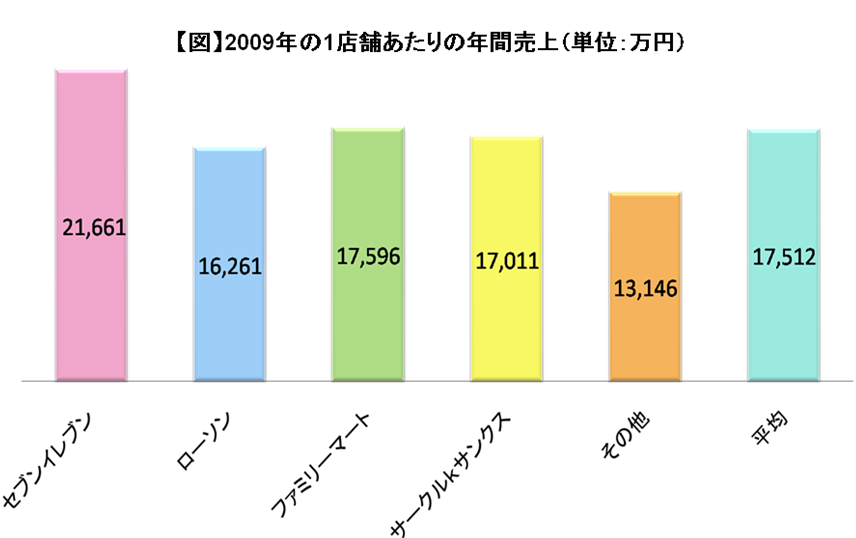 【図】2009年の1店舗あたりの年間売上(単位:万円)
21,661
16,261
17,596
17,011
13,146
17,512
セブンイレブン
ローソン
ファミリーマート
サークルkサンクス
その他
平均